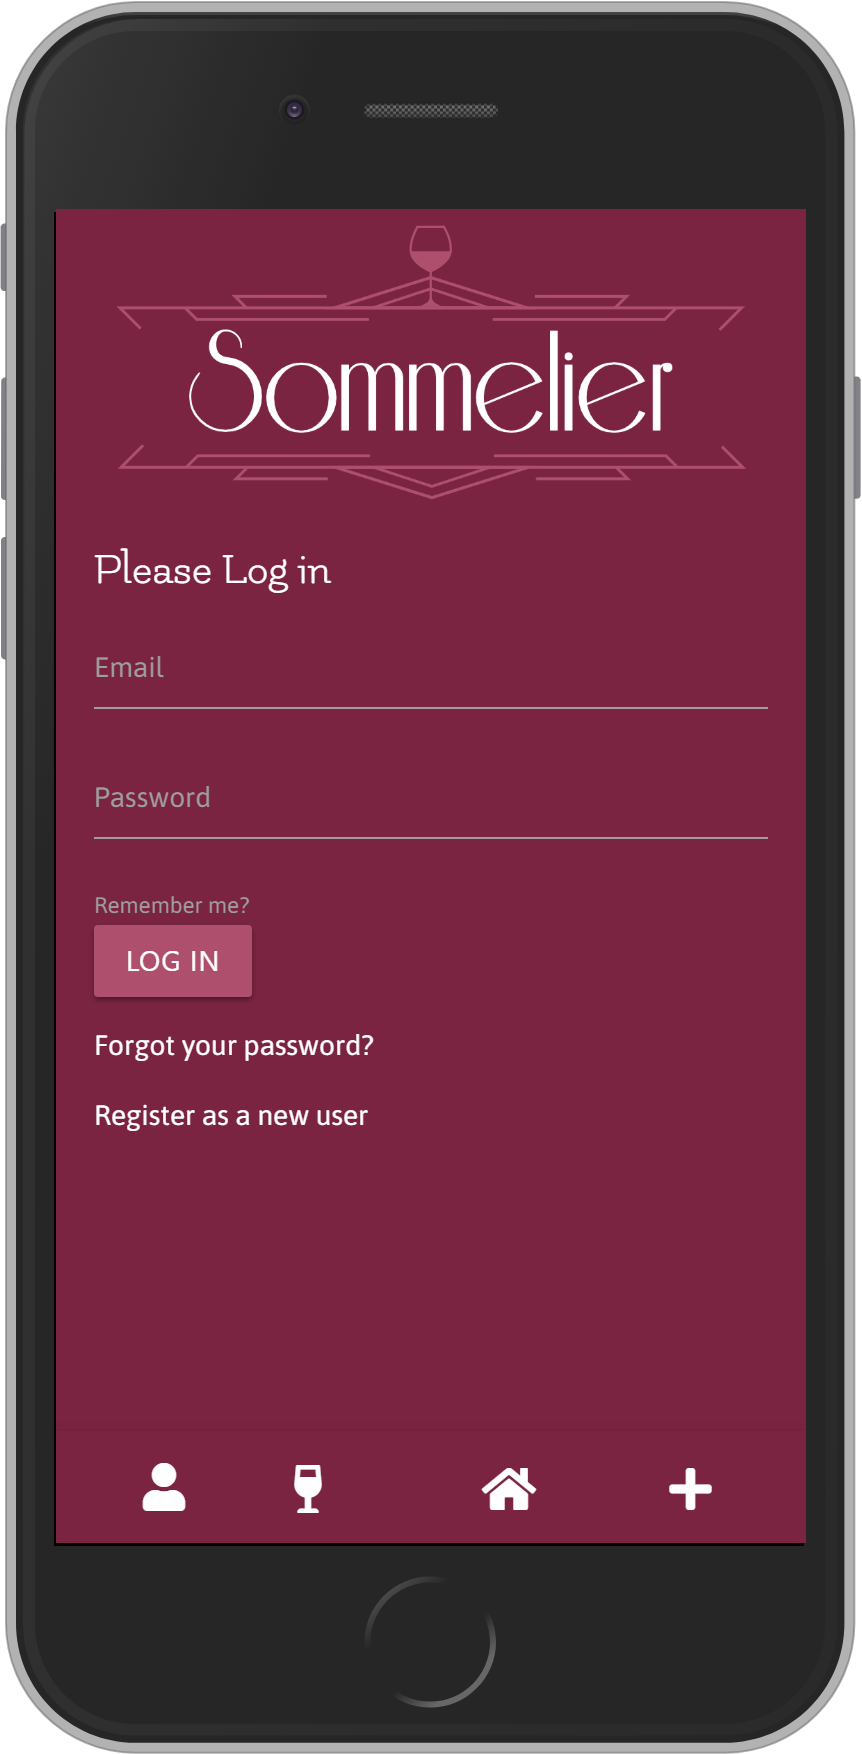 Sommelier
Please Log in
Email
Password
Remember me?
LOG IN
Forgot your password?
Register as a new user